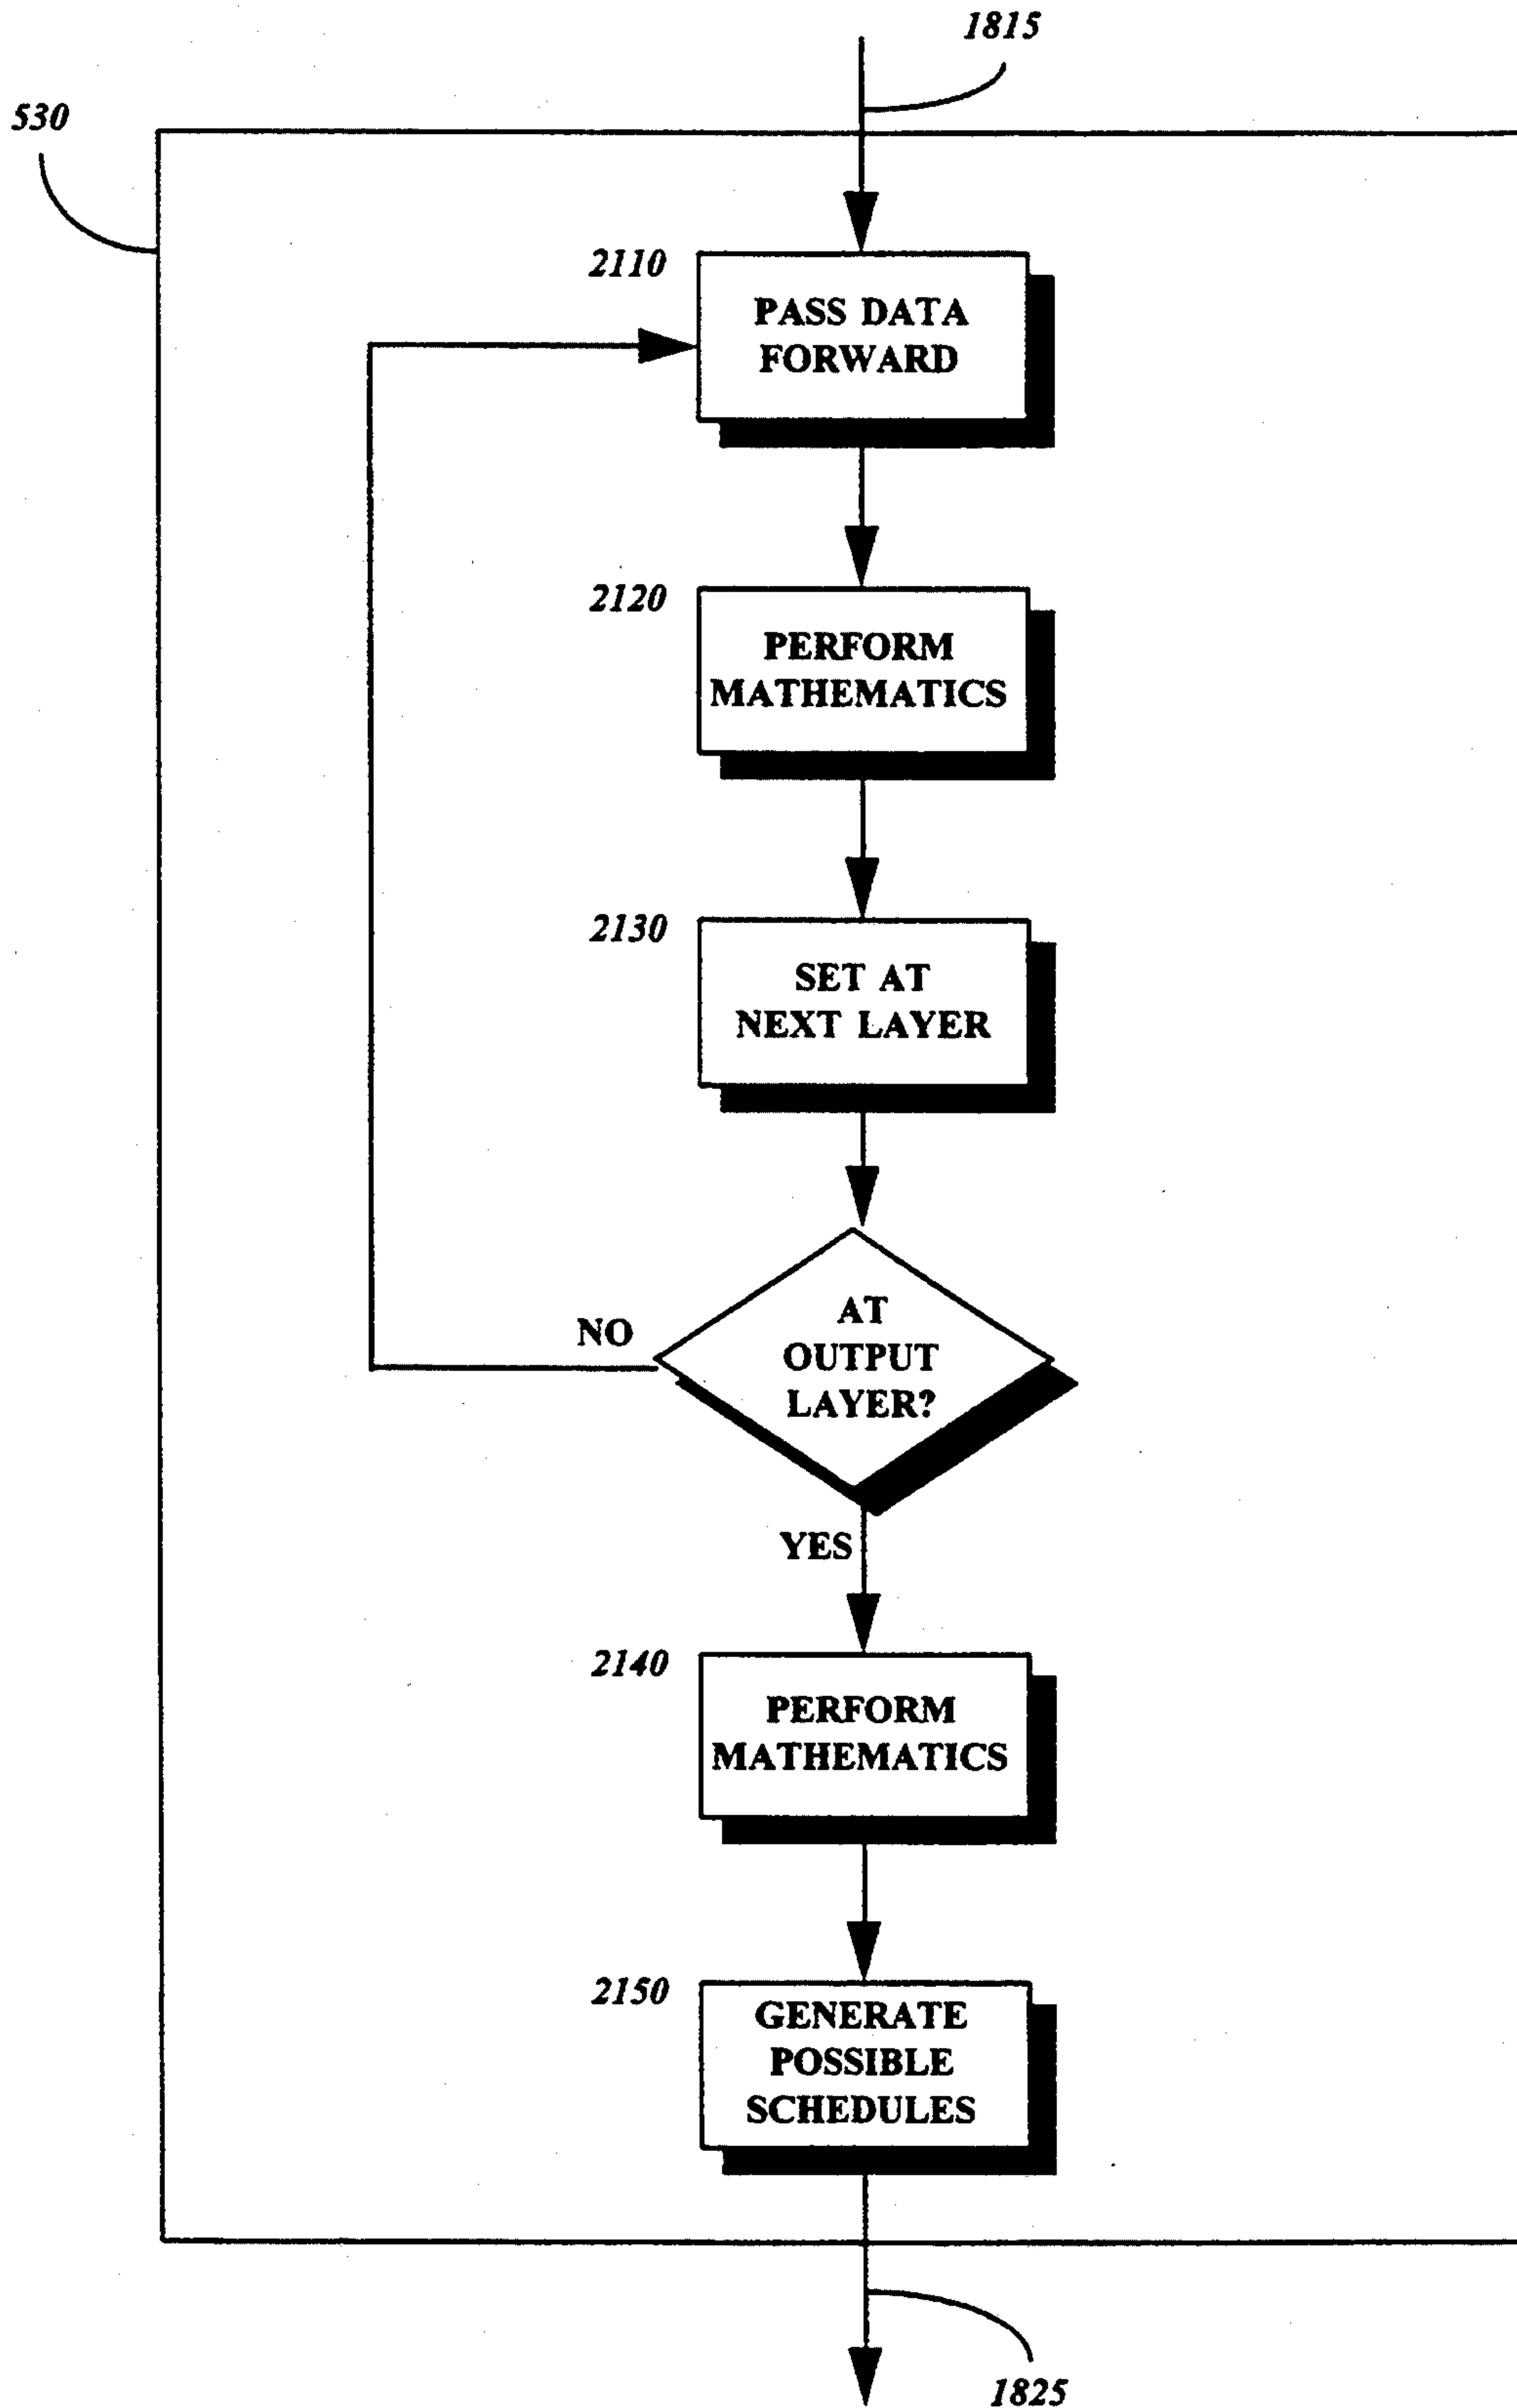 1815
530
2110
PASS DATA
FORWARD
2120
PERFORM
MATHEMATICS
2130
SET AT
NEXT LAYER
AT
OUTPUT
LAYER?
NO
YES
2140
PERFORM
MATHEMATICS
2150
GENERATE
POSSIBLE
SCHEDULES
1825